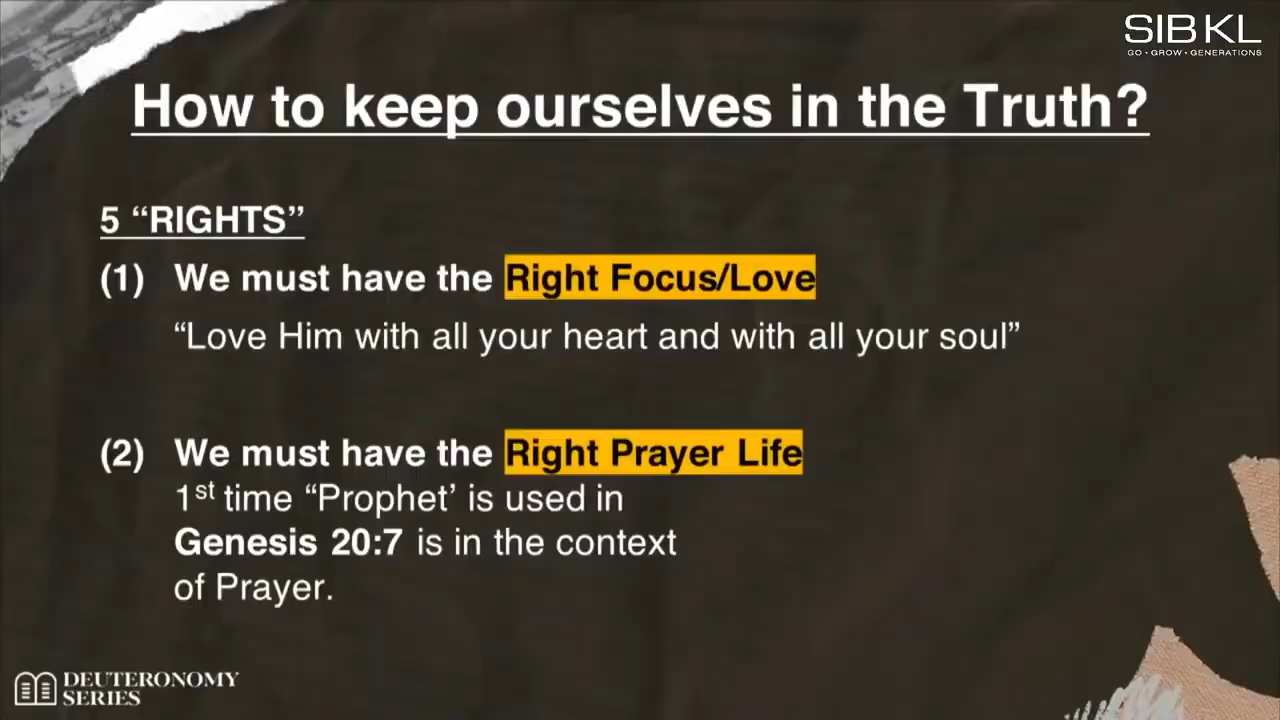 SIBKL
GO • GROW • GENERATIONS
How to keep ourselves in the Truth?
5 “RIGHTS”
(1) We must have the Right Focus/Love
“Love Him with all your heart and with all your soul”
(2) We must have the Right Prayer Life
1st time “Prophet’ is used in
Genesis 20:7 is in the context
of Prayer.
DEUTERONOMY
SERIES